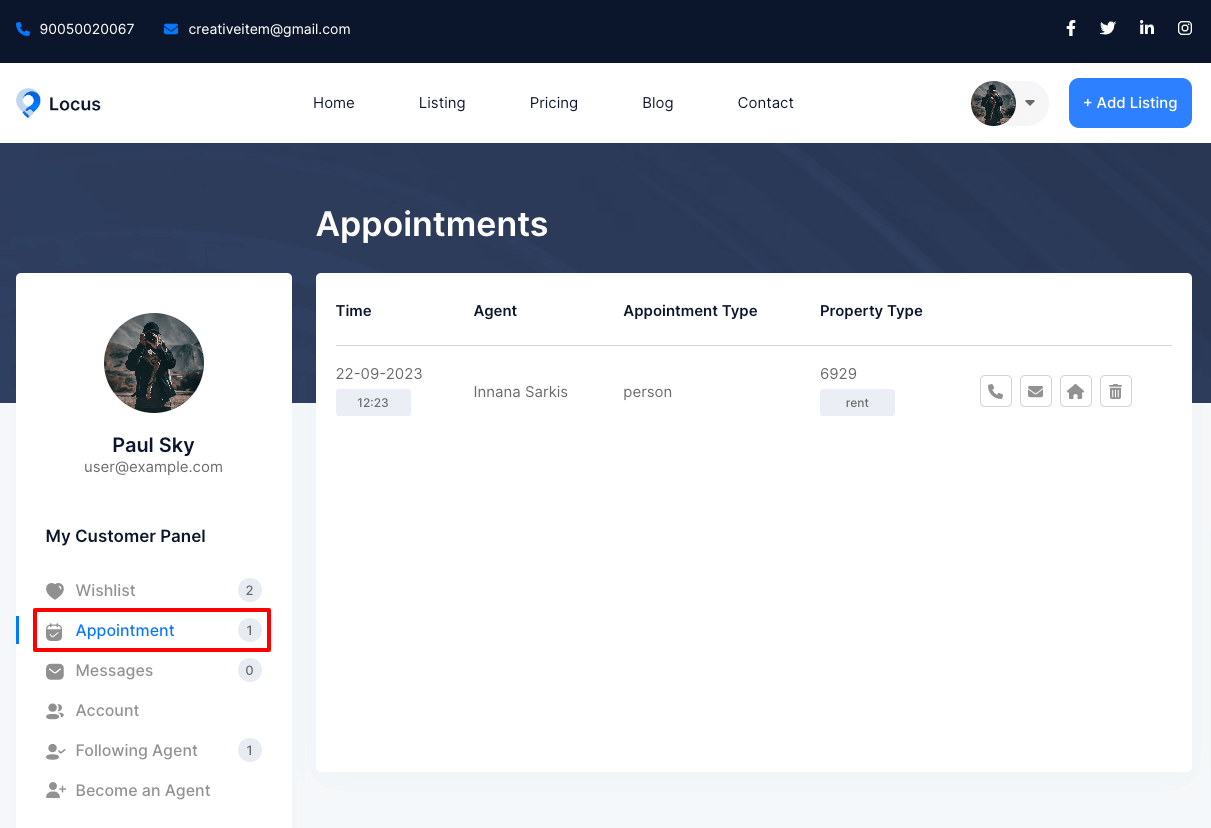 90050020067 creativeitem@gmail.com
Locus Home Listing Pricing Blog Contact + Add Listing
Appointments
Paul Sky
user@example.com
My Customer Panel
Wishlist 2
Appointment 1
Messages 0
Account
Following Agent 1
Become an Agent
Time Agent Appointment Type Property Type
22-09-2023 Innana Sarkis person 6929
12:23 rent